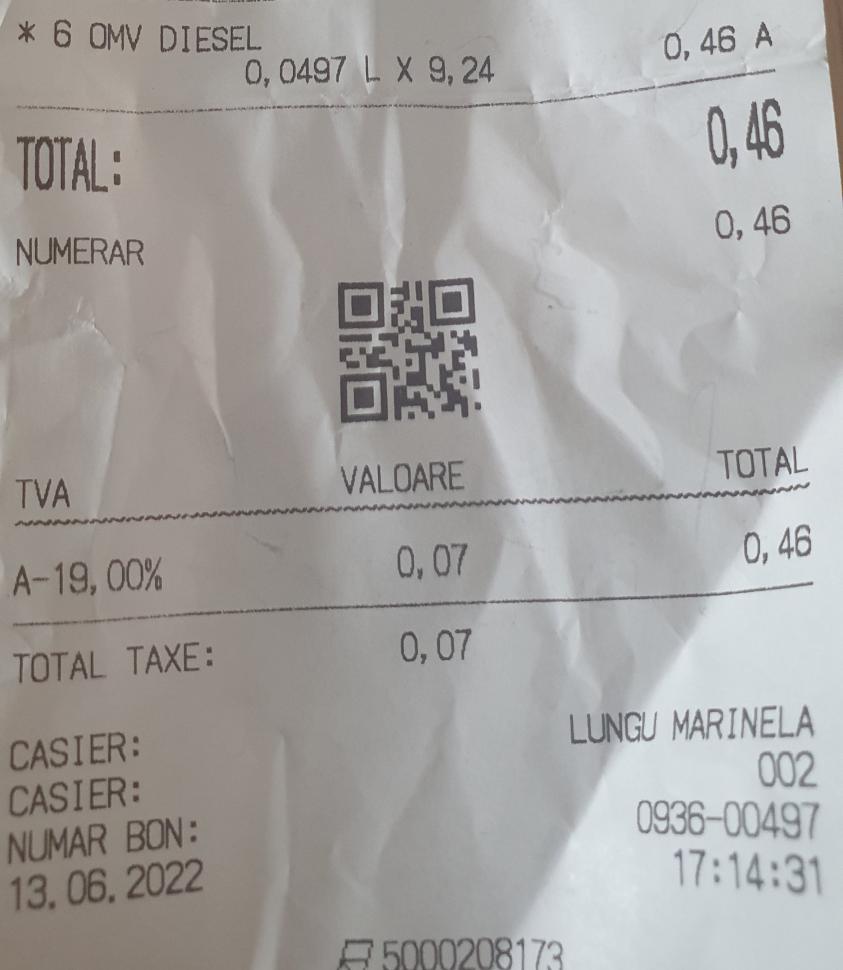 * 6 OMV DIESEL
0,0497 L X 9,24 0,46 A
TOTAL: 0,46
NUMERAR 0,46
TVA VALOARE TOTAL
A-19,00% 0,07 0,46
TOTAL TAXE: 0,07
CASIER: LUNGU MARINELA
CASIER: 002
NUMAR BON: 0936-00497
13.06.2022 17:14:31
5000208173